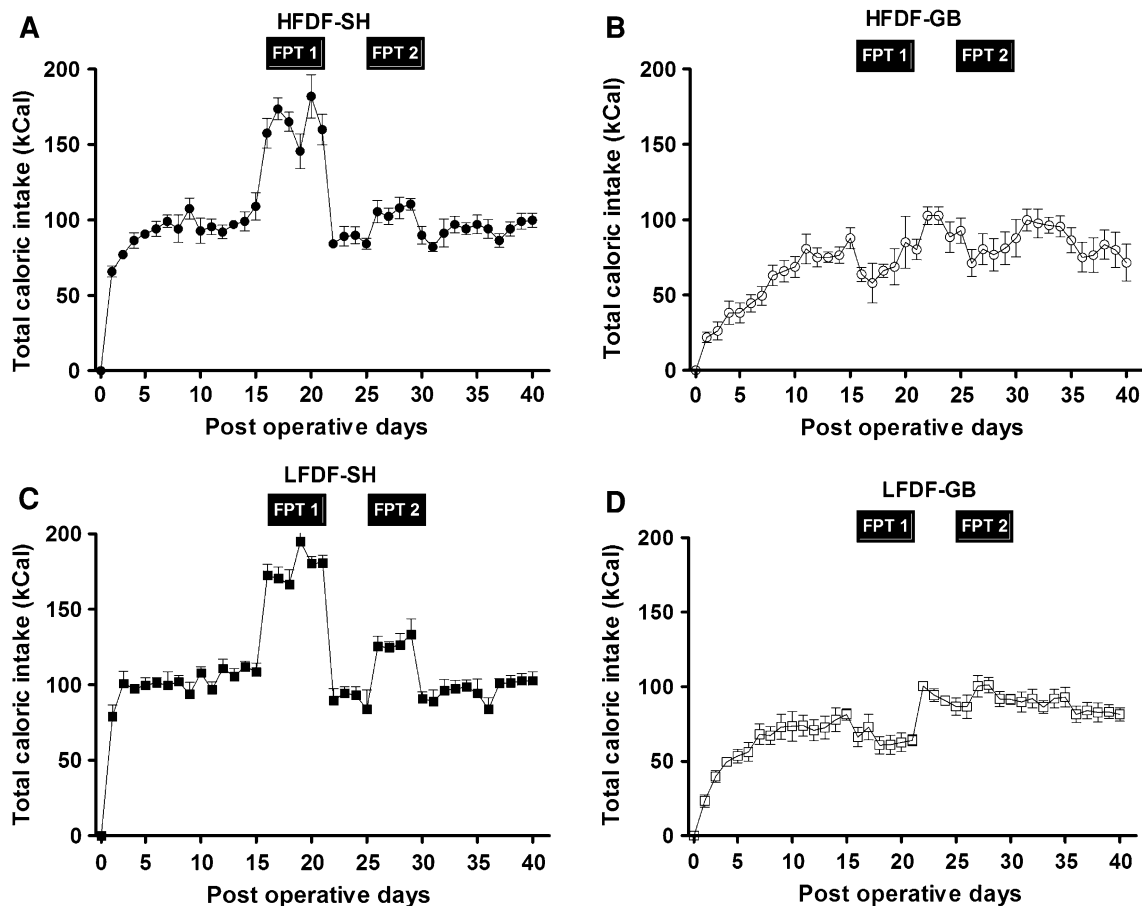 A
HFDF-SH
FPT 1 FPT 2
Total caloric intake (kCal)
200
150
100
50
0
0 5 10 15 20 25 30 35 40
Post operative days
B
HFDF-GB
FPT 1 FPT 2
Total caloric intake (kCal)
200
150
100
50
0
0 5 10 15 20 25 30 35 40
Post operative days
C
LFDF-SH
FPT 1 FPT 2
Total caloric intake (kCal)
200
150
100
50
0
0 5 10 15 20 25 30 35 40
Post operative days
D
LFDF-GB
FPT 1 FPT 2
Total caloric intake (kCal)
200
150
100
50
0
0 5 10 15 20 25 30 35 40
Post operative days